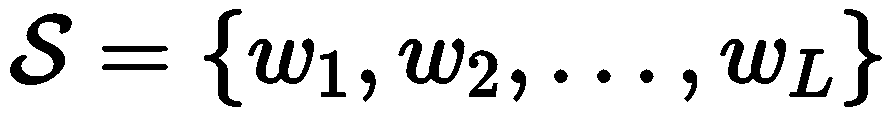 𝒮 = {w₁, w₂, . . . , w_L}